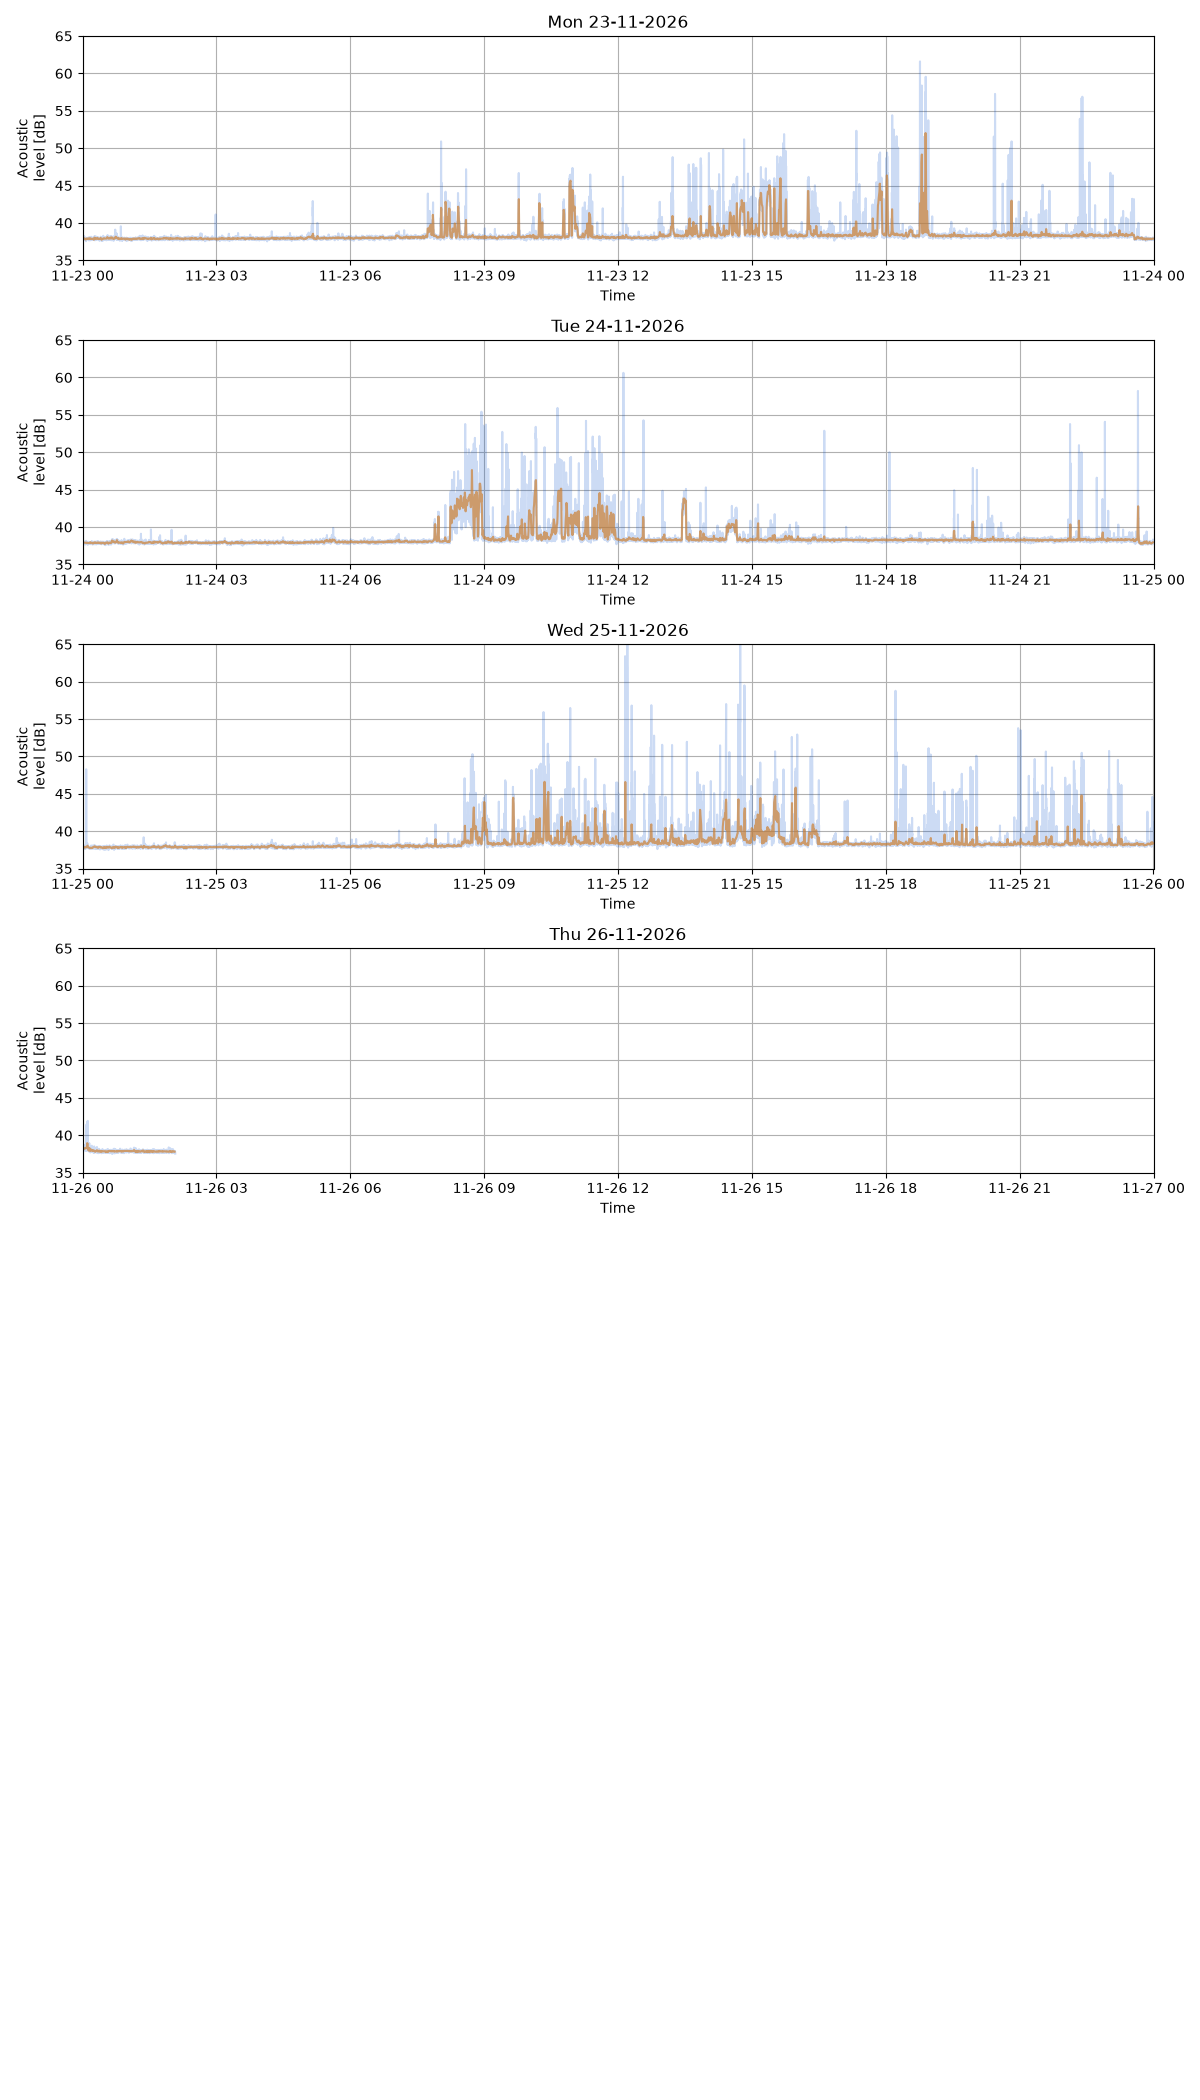 Mon 23-11-2026
65
60
55
50
45
40
35
Acoustic
level [dB]
11-23 00 11-23 03 11-23 06 11-23 09 11-23 12 11-23 15 11-23 18 11-23 21 11-24 00
Time
Tue 24-11-2026
65
60
55
50
45
40
35
Acoustic
level [dB]
11-24 00 11-24 03 11-24 06 11-24 09 11-24 12 11-24 15 11-24 18 11-24 21 11-25 00
Time
Wed 25-11-2026
65
60
55
50
45
40
35
Acoustic
level [dB]
11-25 00 11-25 03 11-25 06 11-25 09 11-25 12 11-25 15 11-25 18 11-25 21 11-26 00
Time
Thu 26-11-2026
65
60
55
50
45
40
35
Acoustic
level [dB]
11-26 00 11-26 03 11-26 06 11-26 09 11-26 12 11-26 15 11-26 18 11-26 21 11-27 00
Time